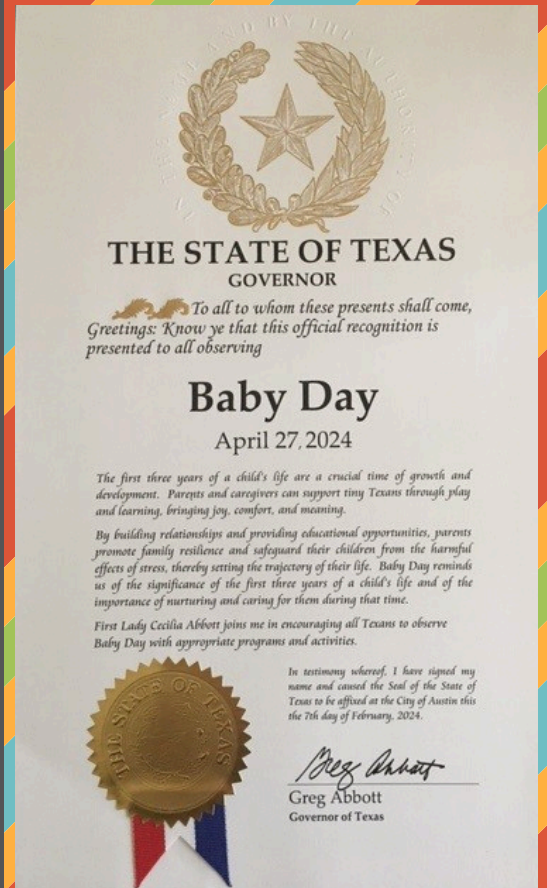 IN THE NAME AND BY THE AUTHORITY OF
THE STATE OF TEXAS
GOVERNOR
To all to whom these presents shall come,
Greetings: Know ye that this official recognition is
presented to all observing
Baby Day
April 27, 2024
The first three years of a child's life are a crucial time of growth and
development. Parents and caregivers can support tiny Texans through play
and learning, bringing joy, comfort, and meaning.
By building relationships and providing educational opportunities, parents
promote family resilience and safeguard their children from the harmful
effects of stress, thereby setting the trajectory of their life. Baby Day reminds
us of the significance of the first three years of a child's life and of the
importance of nurturing and caring for them during that time.
First Lady Cecilia Abbott joins me in encouraging all Texans to observe
Baby Day with appropriate programs and activities.
THE STATE OF TEXAS
In testimony whereof, I have signed my
name and caused the Seal of the State of
Texas to be affixed at the City of Austin this
the 7th day of February, 2024.
Greg Abbott
Greg Abbott
Governor of Texas